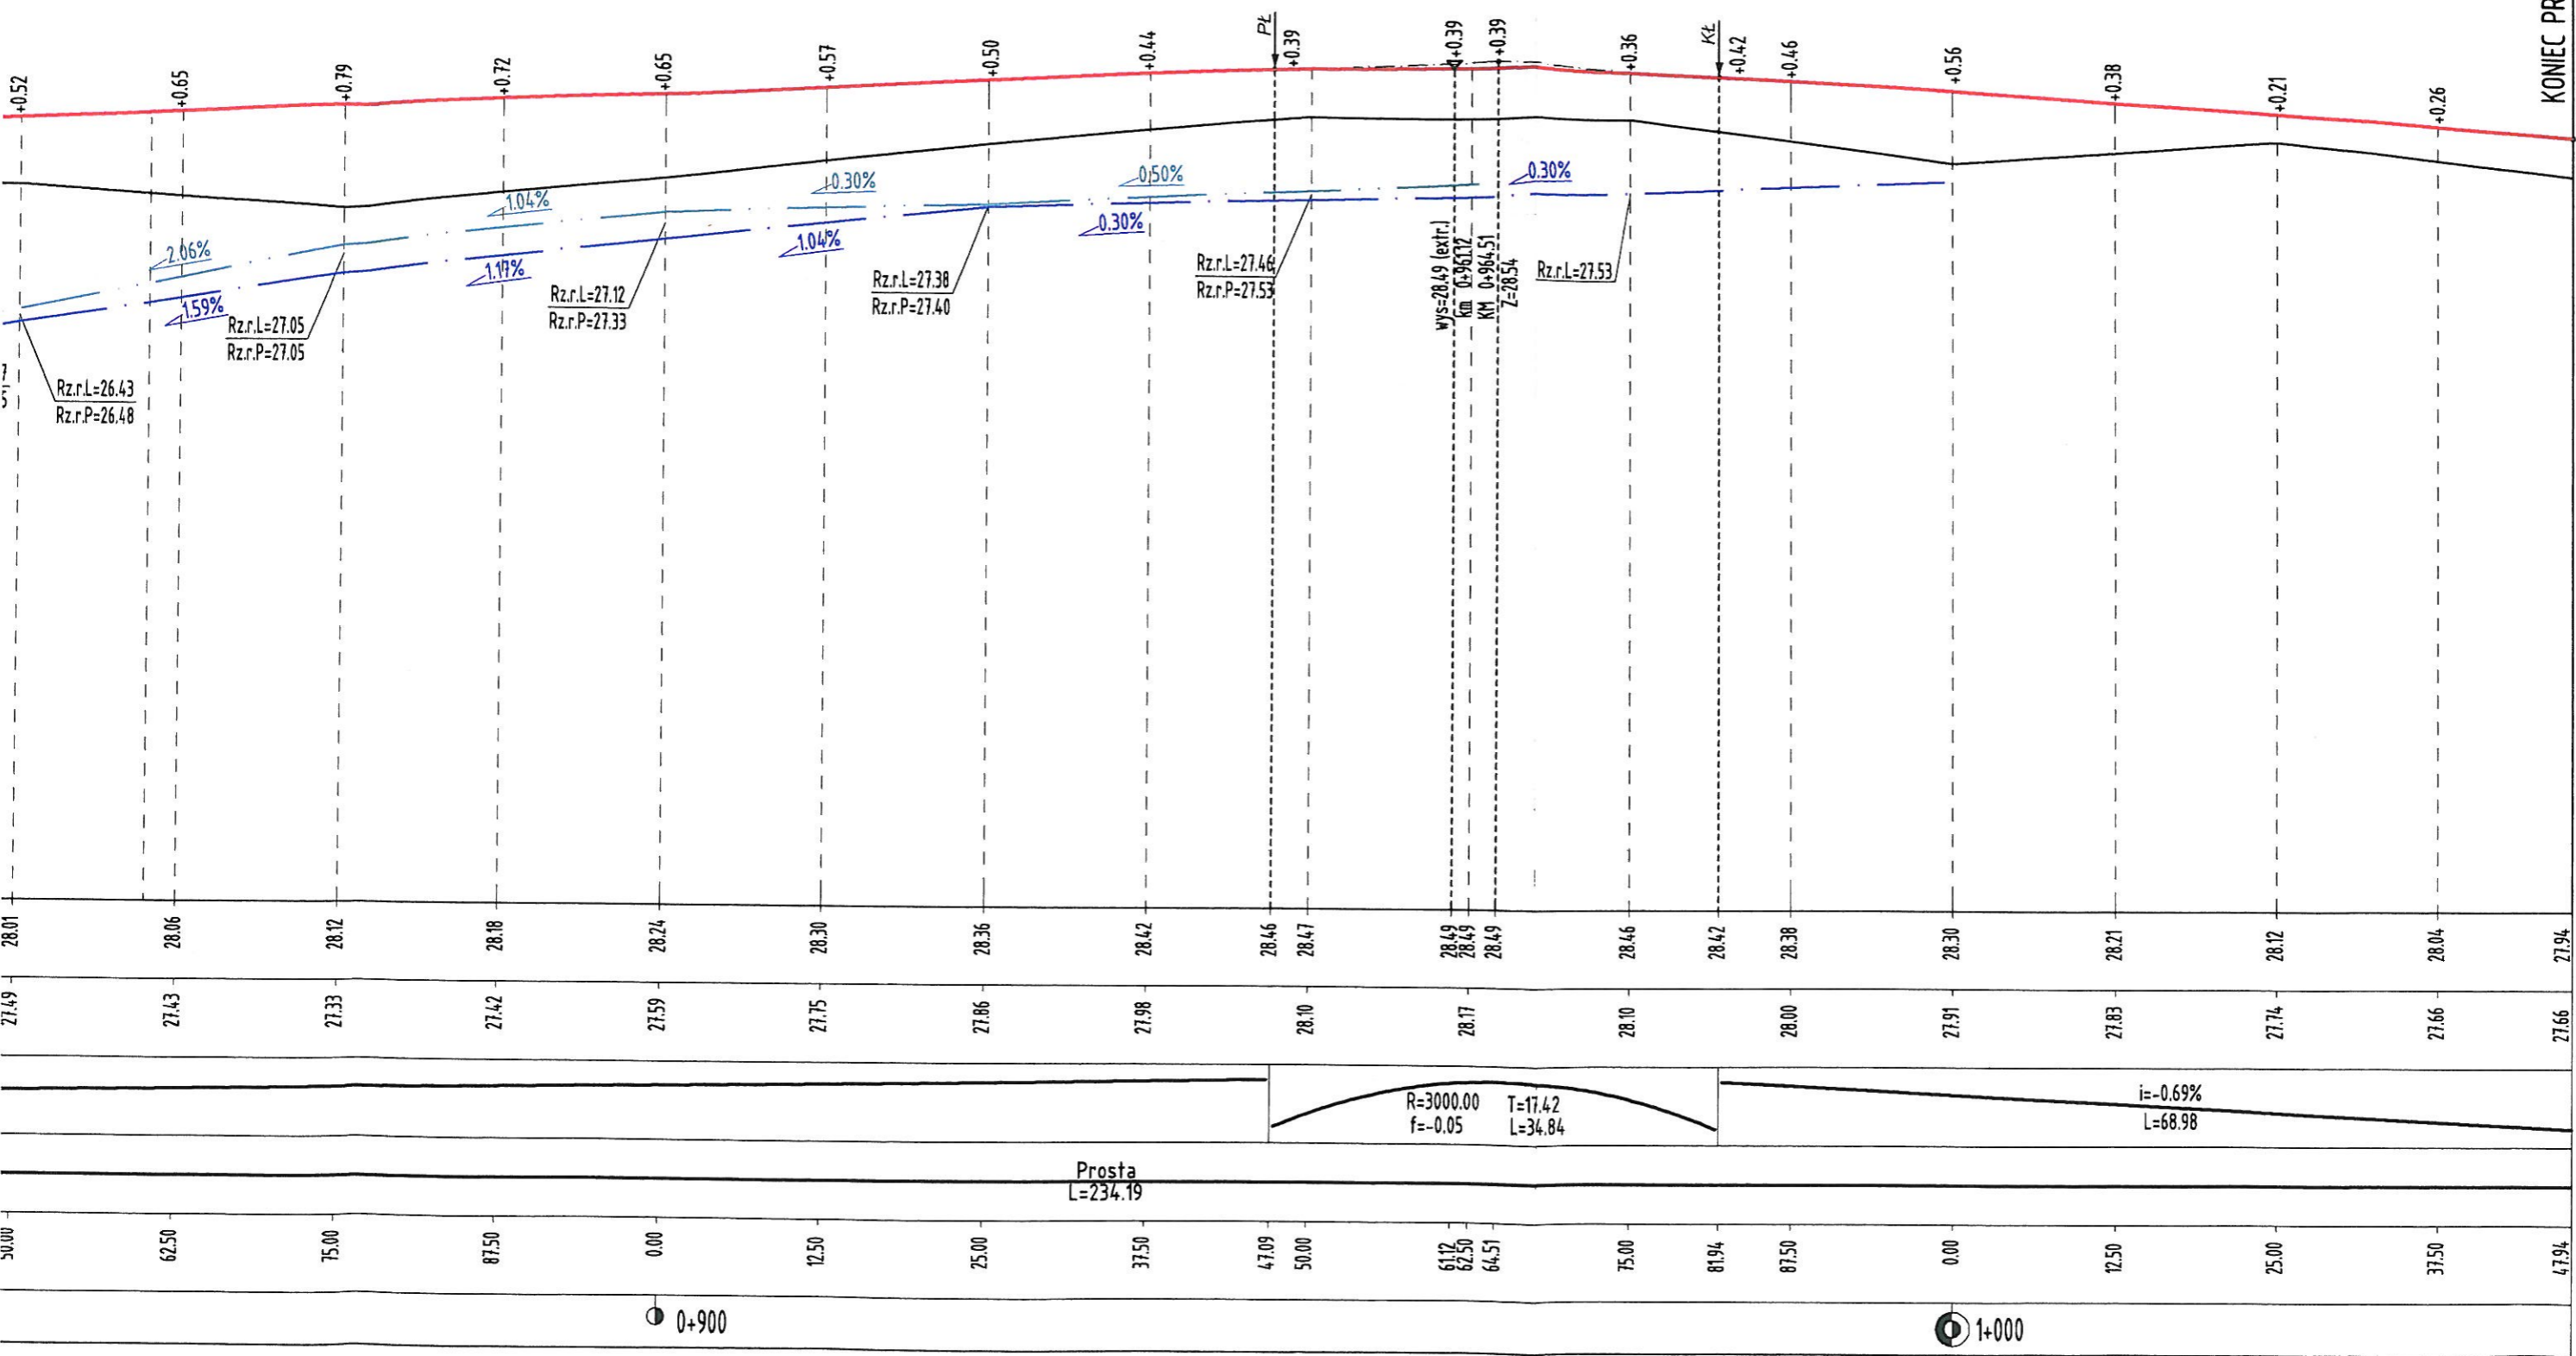 KONIEC PR
+0.52
+0.65
+0.79
+0.72
+0.65
+0.57
+0.50
+0.44
PŁ
+0.39
+0.39
+0.39
+0.36
KŁ
+0.42
+0.46
+0.56
+0.38
+0.21
+0.26
2.06%
1.04%
0.30%
0.50%
0.30%
1.59%
1.17%
1.04%
0.30%
Rz.r.L=26.43
Rz.r.P=26.48
Rz.r.L=27.05
Rz.r.P=27.05
Rz.r.L=27.12
Rz.r.P=27.33
Rz.r.L=27.38
Rz.r.P=27.40
Rz.r.L=27.46
Rz.r.P=27.53
wys=28.49 (extr.)
Km 0+961.12
KM 0+964.51
Z=28.54
Rz.r.L=27.53
7
5
28.01 28.06 28.12 28.18 28.24 28.30 28.36 28.42 28.46 28.47 28.49 28.49 28.49 28.46 28.42 28.38 28.30 28.21 28.12 28.04 27.94
27.49 27.43 27.33 27.42 27.59 27.75 27.86 27.98 28.10 28.17 28.10 28.00 27.91 27.83 27.74 27.66 27.66
R=3000.00 T=17.42
f=-0.05 L=34.84
i=-0.69%
L=68.98
Prosta
L=234.19
50.00 62.50 75.00 87.50 0.00 12.50 25.00 37.50 47.09 50.00 61.12 62.50 64.51 75.00 81.94 87.50 0.00 12.50 25.00 37.50 47.94
0+900
1+000